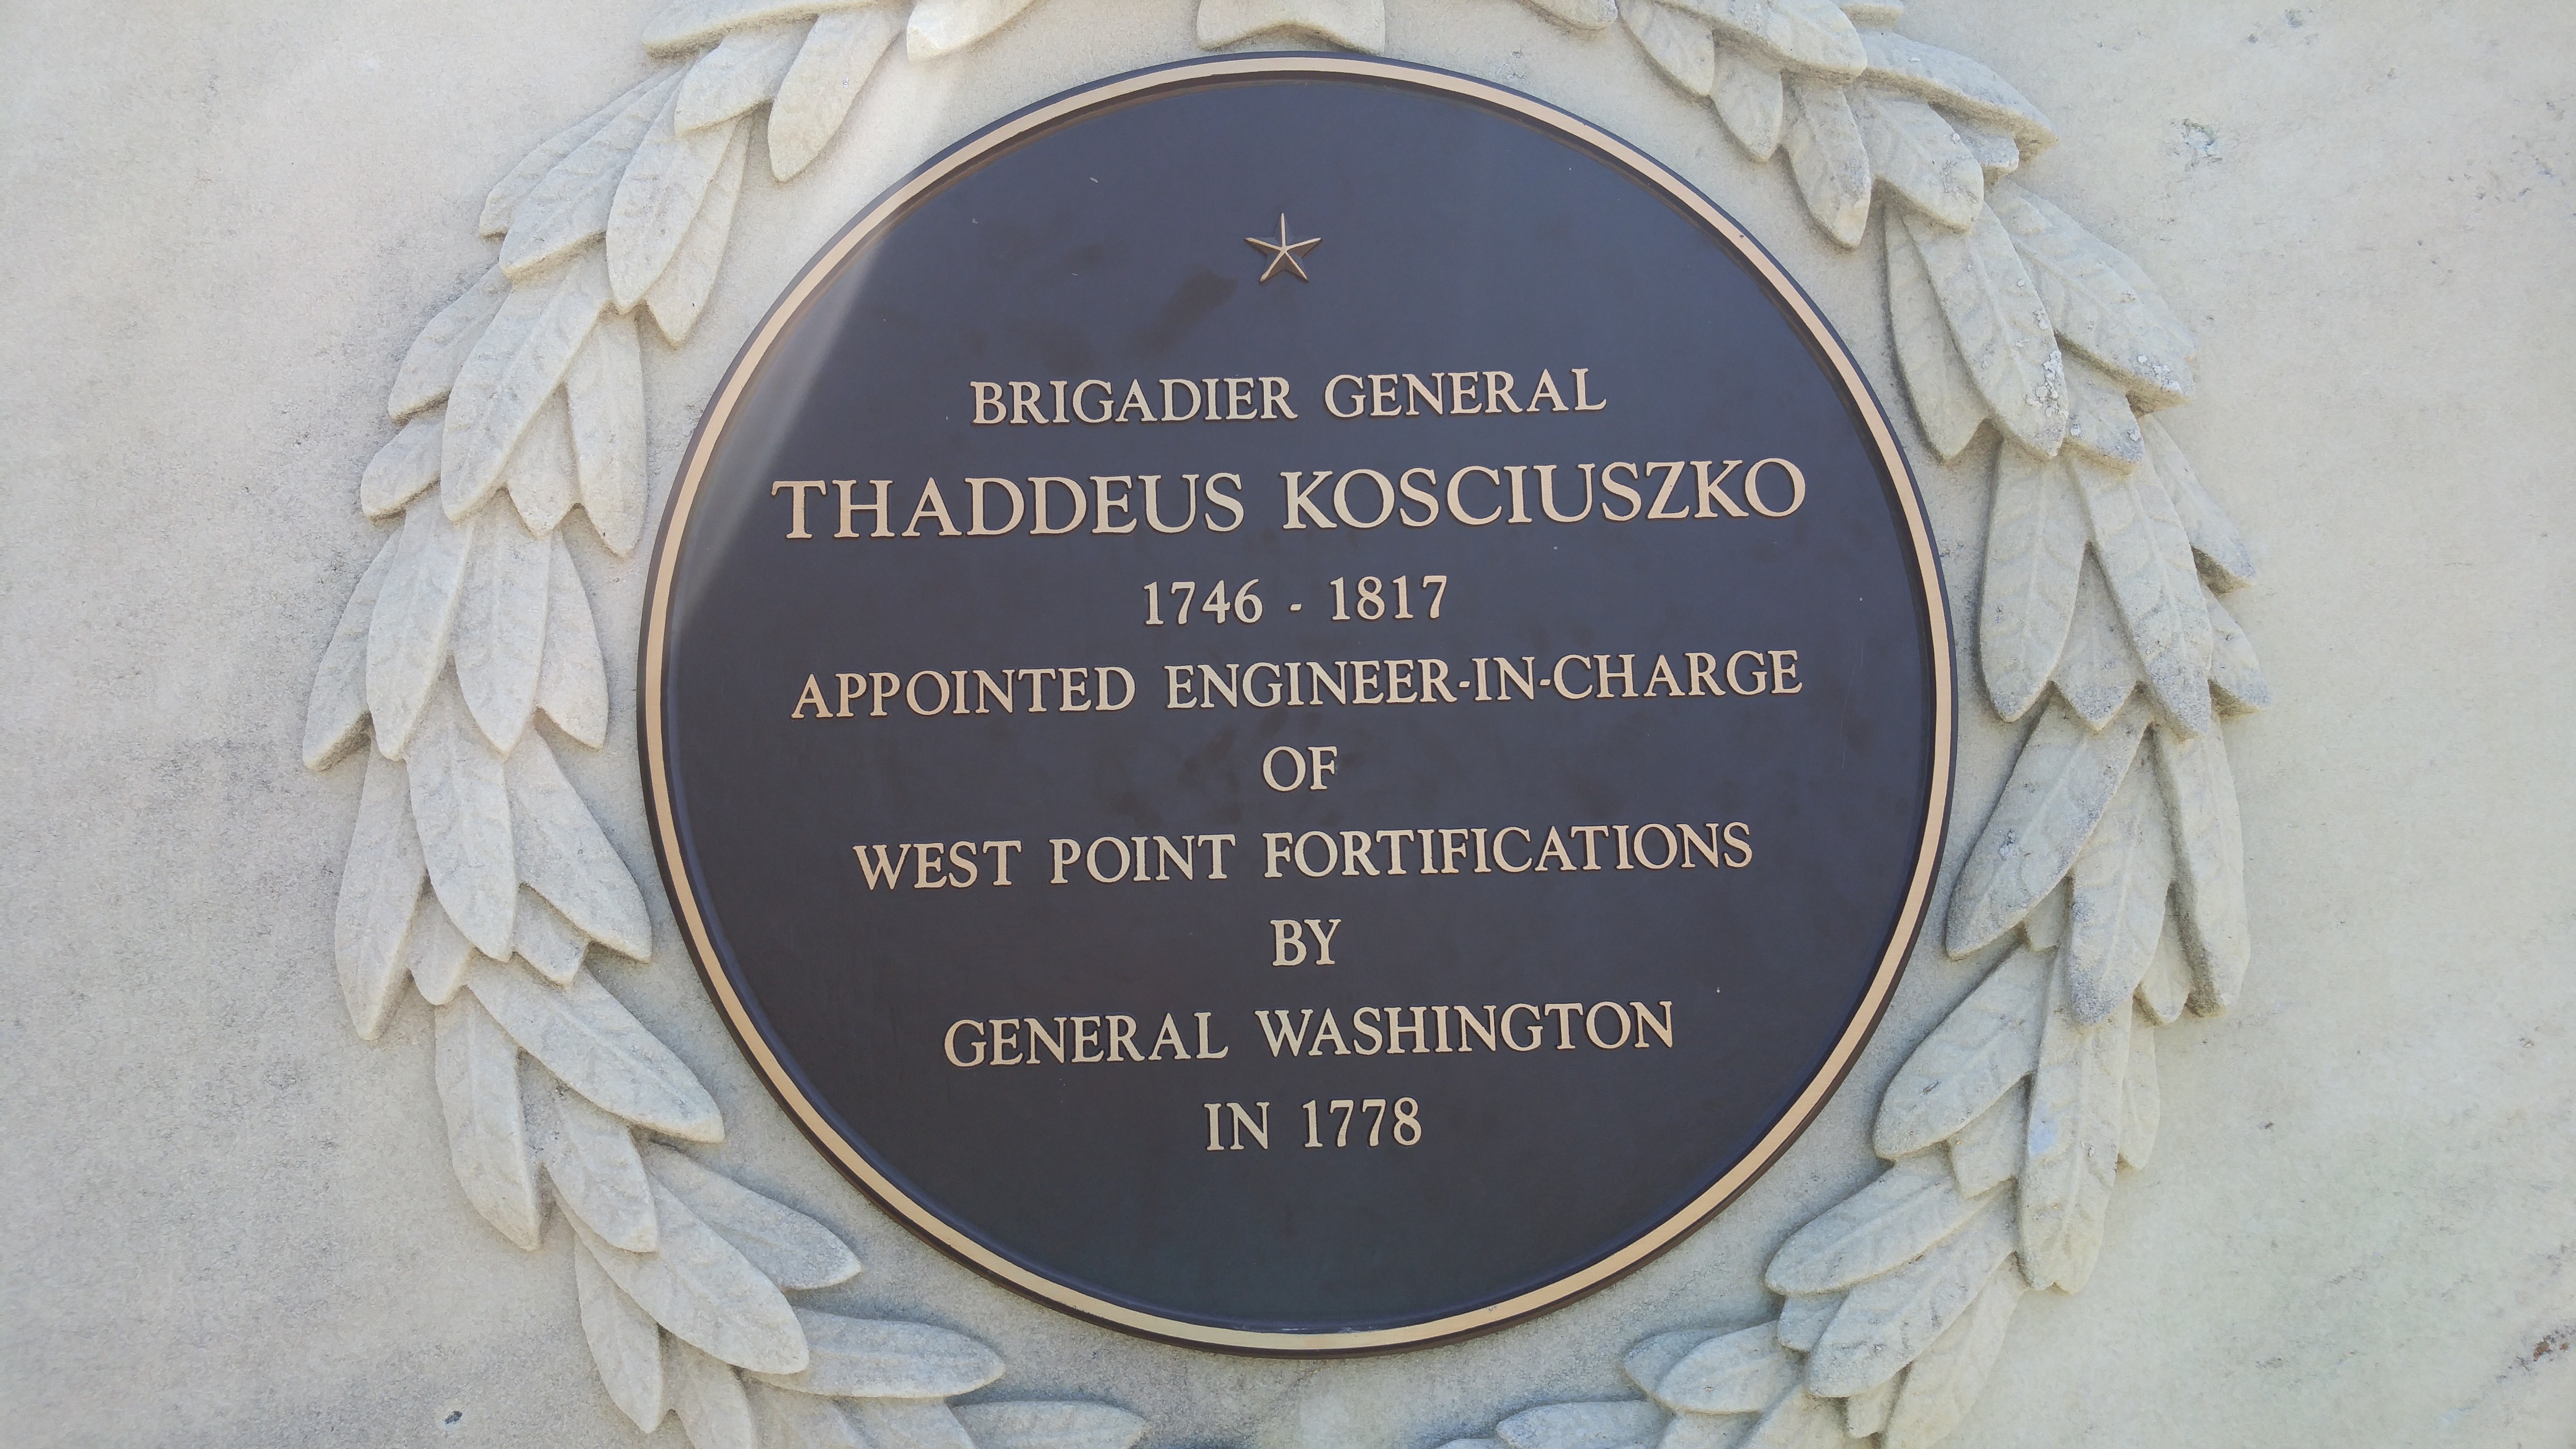 BRIGADIER GENERAL
THADDEUS KOSCIUSZKO
1746 - 1817
APPOINTED ENGINEER-IN-CHARGE
OF
WEST POINT FORTIFICATIONS
BY
GENERAL WASHINGTON
IN 1778